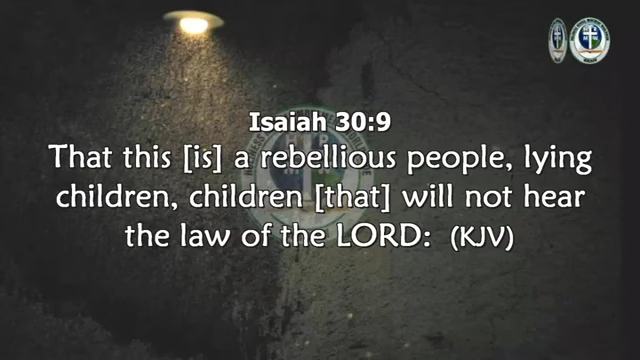 Isaiah 30:9
That this [is] a rebellious people, lying
children, children [that] will not hear
the law of the LORD:  (KJV)